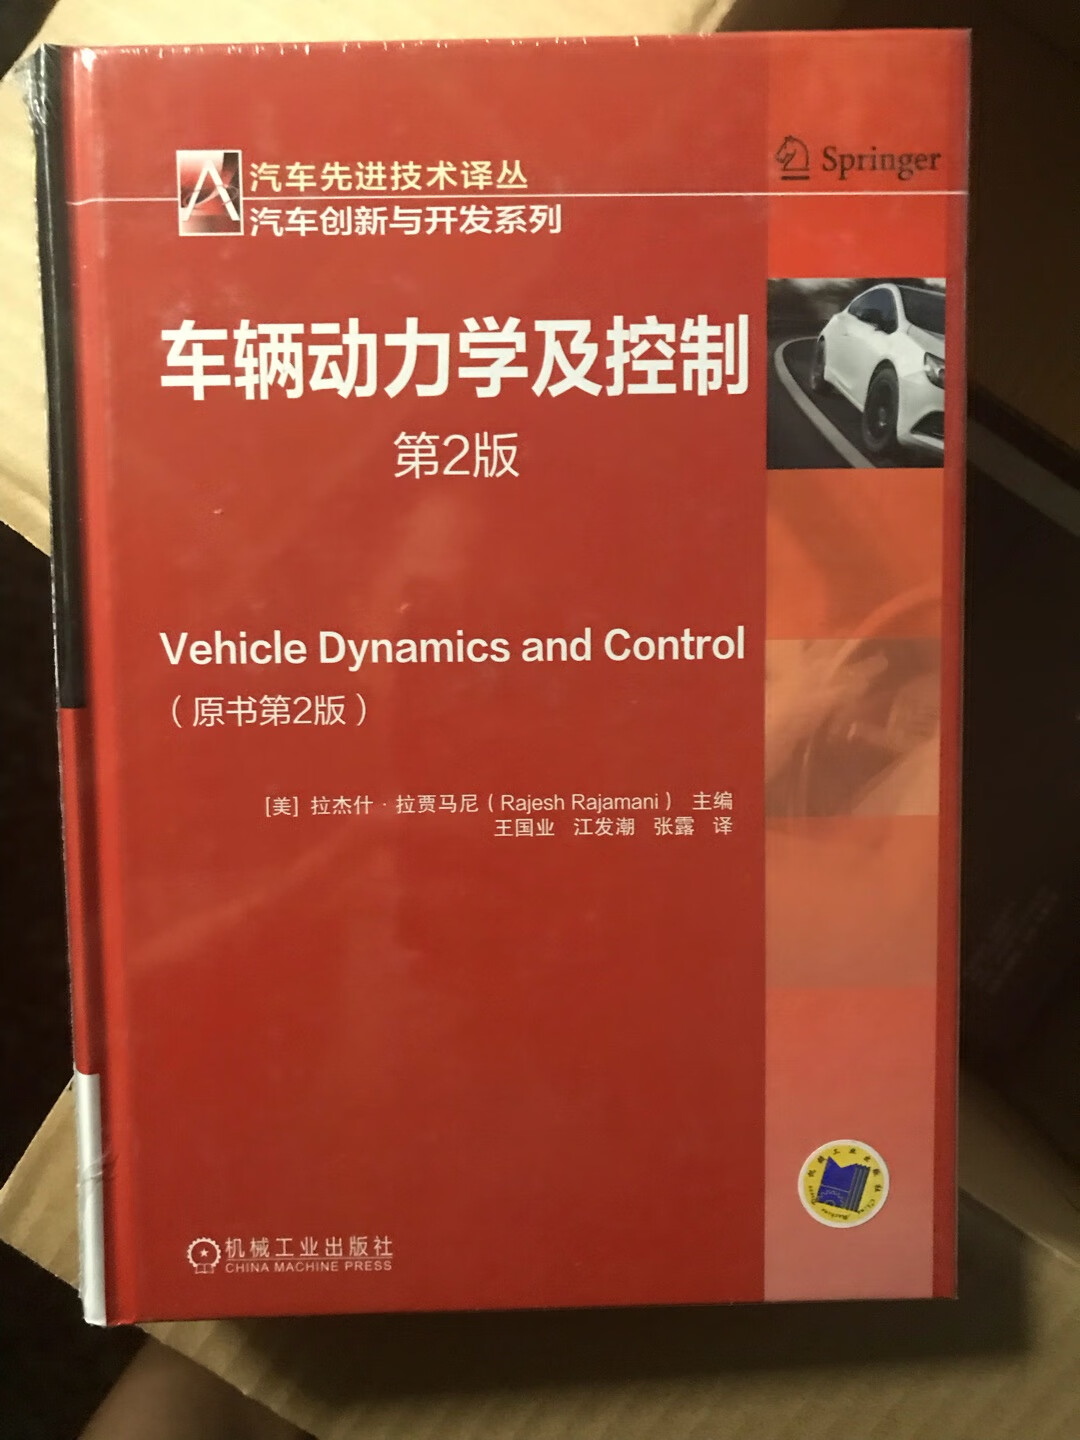 汽车先进技术译丛
汽车创新与开发系列
Springer
车辆动力学及控制
第2版
Vehicle Dynamics and Control
（原书第2版）
[美] 拉杰什·拉贾马尼（Rajesh Rajamani） 主编
王国业 江发潮 张露 译
机械工业出版社
CHINA MACHINE PRESS